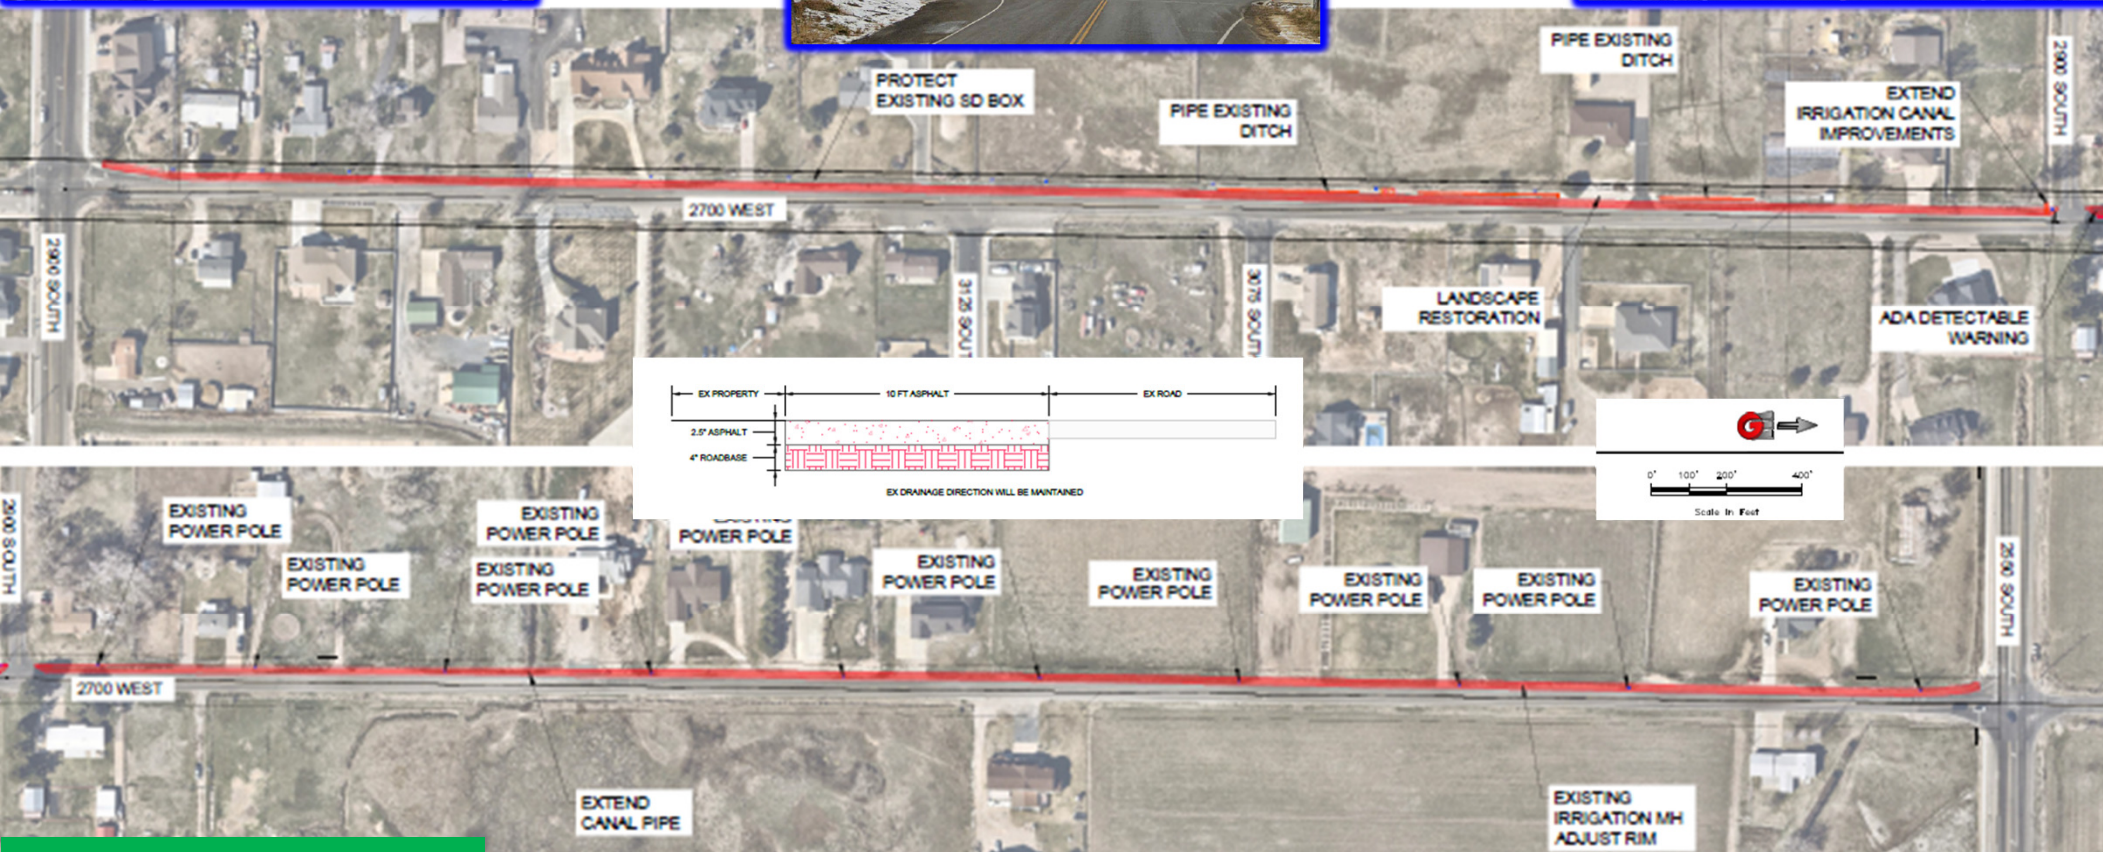 PROTECT
EXISTING SD BOX
PIPE EXISTING
DITCH
PIPE EXISTING
DITCH
EXTEND
IRRIGATION CANAL
IMPROVEMENTS
2900 SOUTH
2700 WEST
2900 SOUTH
3125 SOUT
3075 SOUTH
LANDSCAPE
RESTORATION
ADA DETECTABLE
WARNING
EX PROPERTY
10 FT ASPHALT
EX ROAD
2.5" ASPHALT
4" ROADBASE
EX DRAINAGE DIRECTION WILL BE MAINTAINED
G
0' 100' 200' 400'
Scale In Feet
2900 SOUTH
EXISTING
POWER POLE
EXISTING
POWER POLE
EXISTING
POWER POLE
EXISTING
POWER POLE
EXISTING
POWER POLE
EXISTING
POWER POLE
EXISTING
POWER POLE
EXISTING
POWER POLE
EXISTING
POWER POLE
EXISTING
POWER POLE
2550 SOUTH
2700 WEST
EXTEND
CANAL PIPE
EXISTING
IRRIGATION MH
ADJUST RIM